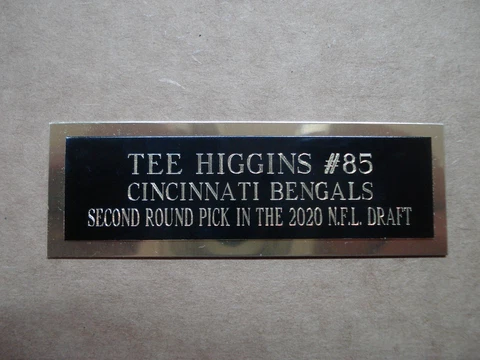 TEE HIGGINS #85
CINCINNATI BENGALS
SECOND ROUND PICK IN THE 2020 N.F.L. DRAFT